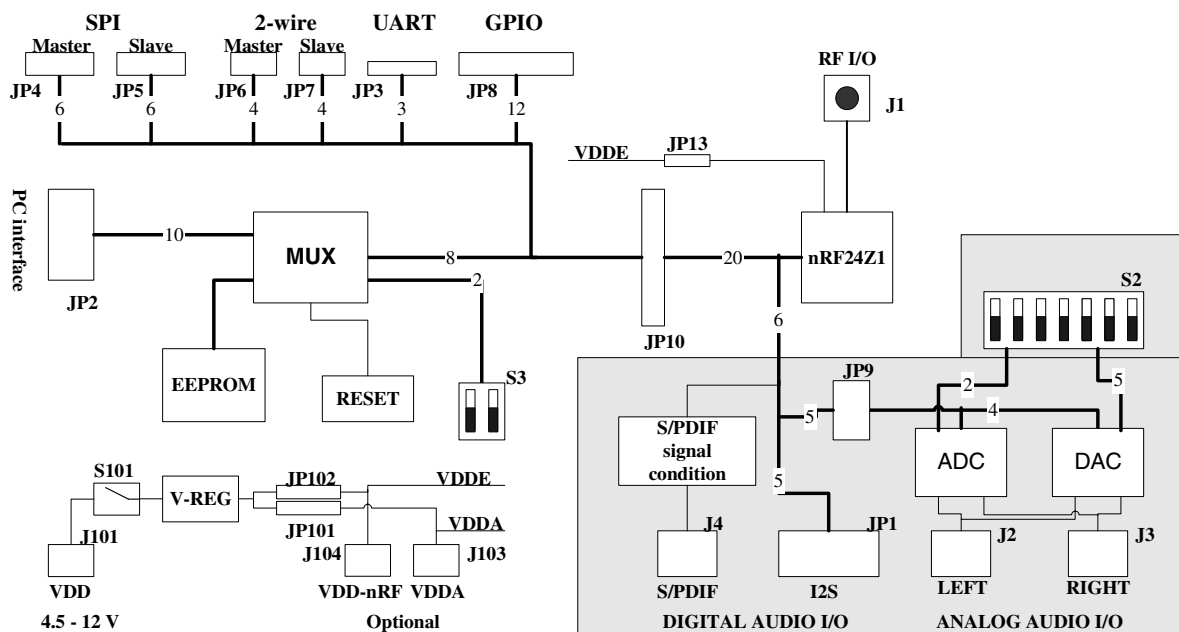 SPI 2-wire UART GPIO
Master Slave Master Slave
JP4 JP5 JP6 JP7 JP3 JP8
6 6 4 4 3 12
RF I/O
J1
VDDE JP13
PC interface
JP2
10
MUX
8
2
JP10
20
nRF24Z1
6
S2
EEPROM
RESET
S3
JP9
2
5
5
4
S/PDIF
signal
condition
ADC
DAC
5
S101
V-REG
JP102
JP101
VDDE
VDDA
J101
J104
J103
J4
JP1
J2
J3
VDD
VDD-nRF
VDDA
S/PDIF
I2S
LEFT
RIGHT
4.5 - 12 V
Optional
DIGITAL AUDIO I/O
ANALOG AUDIO I/O